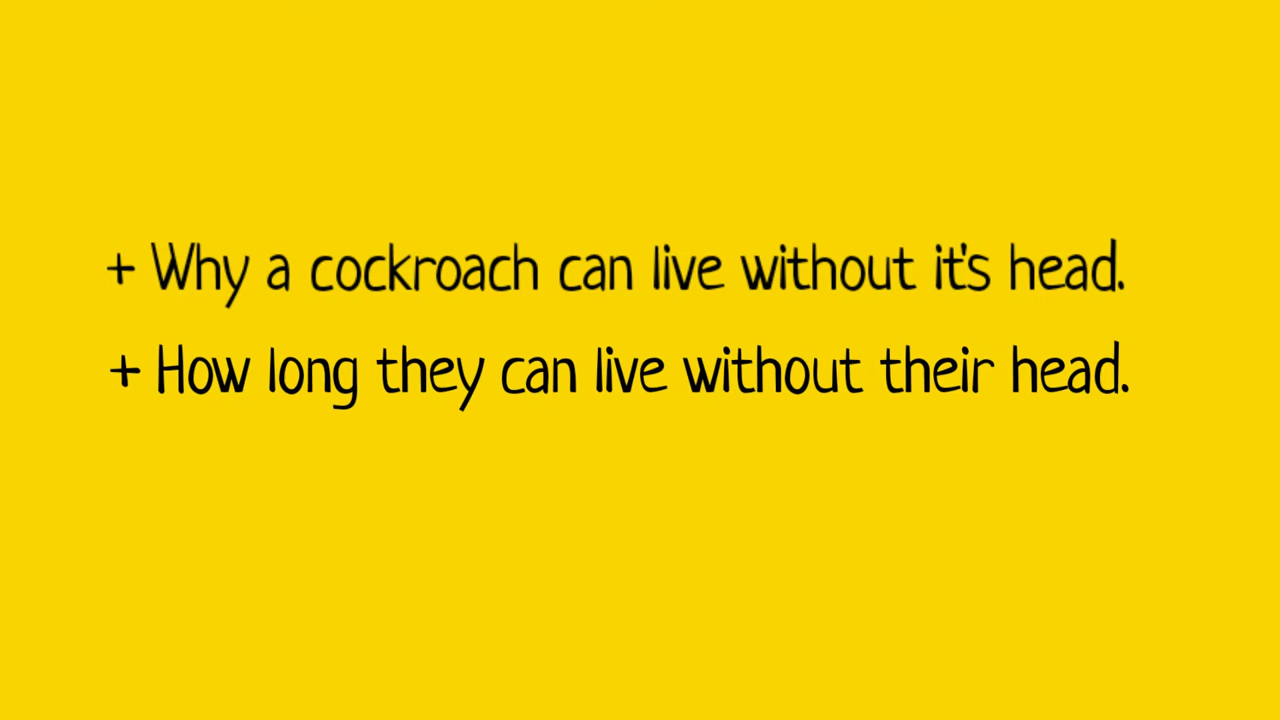 + Why a cockroach can live without it's head.
+ How long they can live without their head.